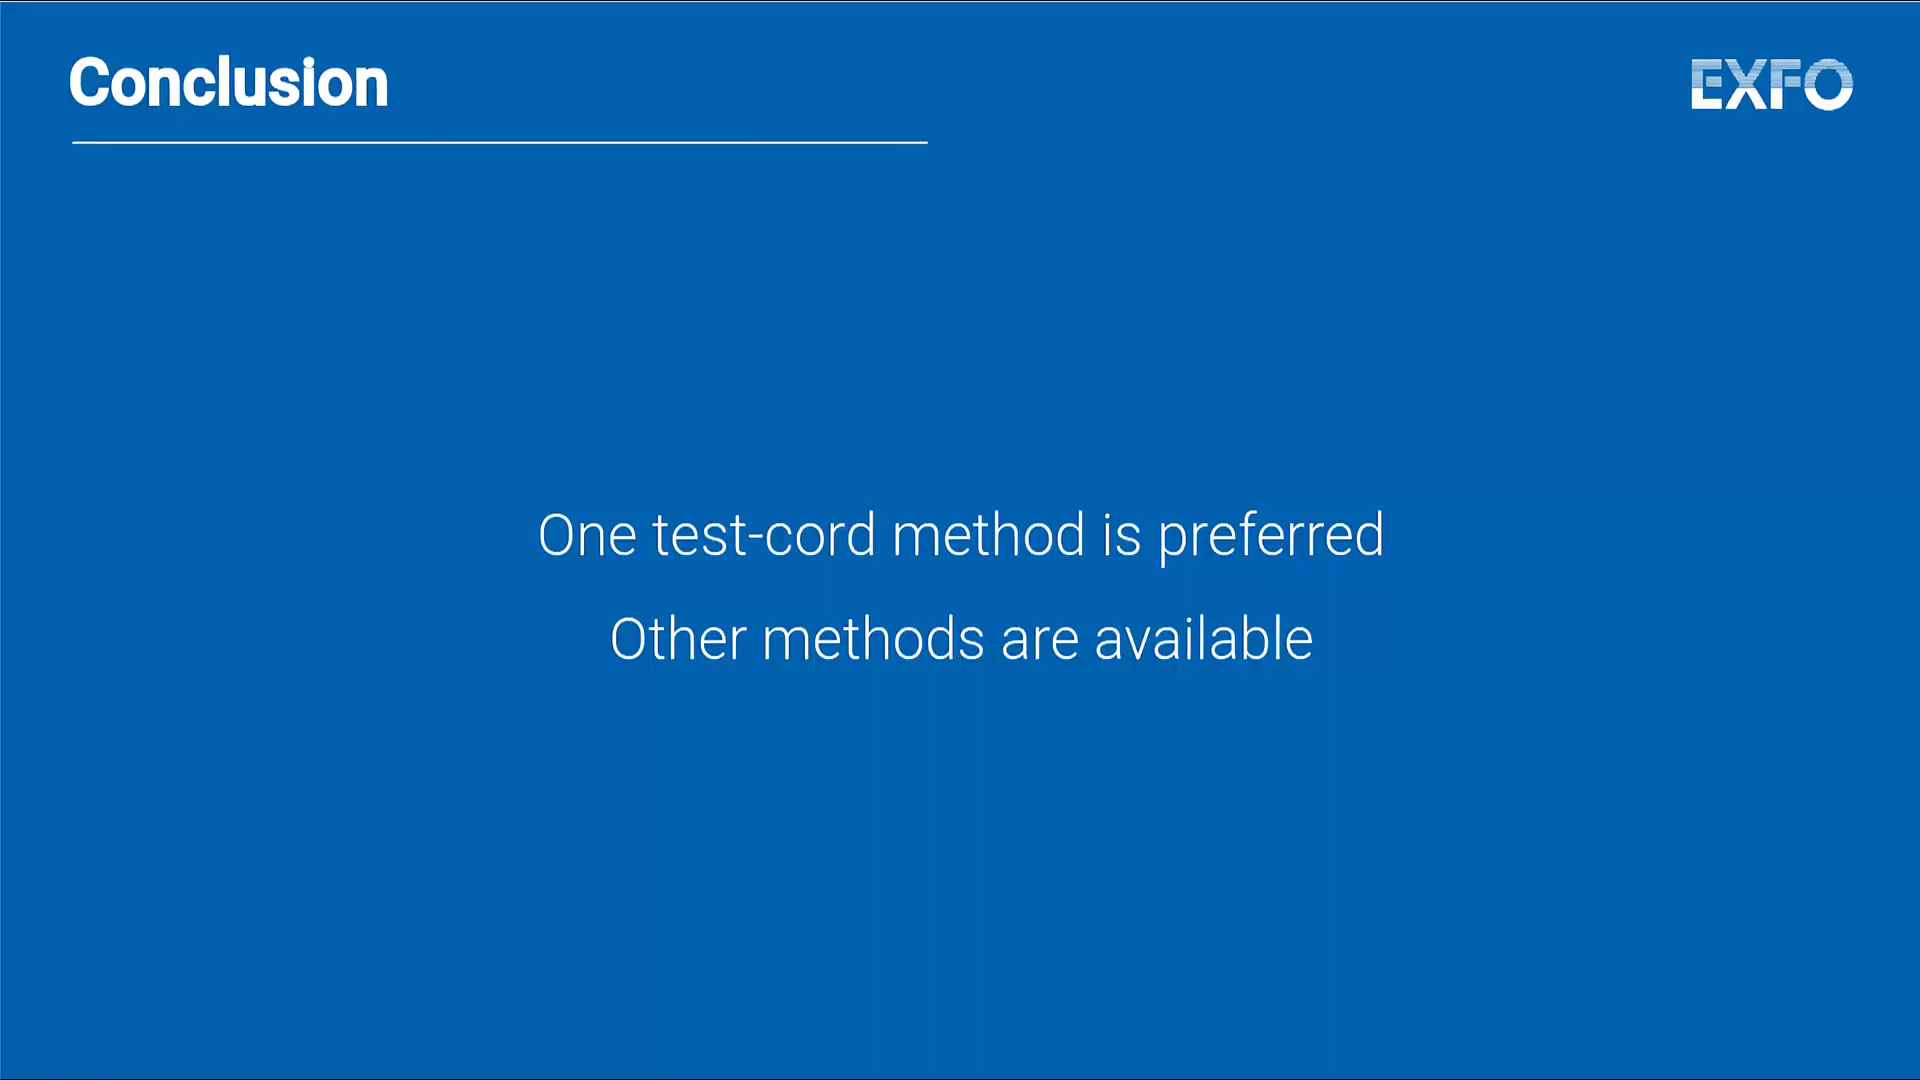 Conclusion
EXFO
One test-cord method is preferred
Other methods are available